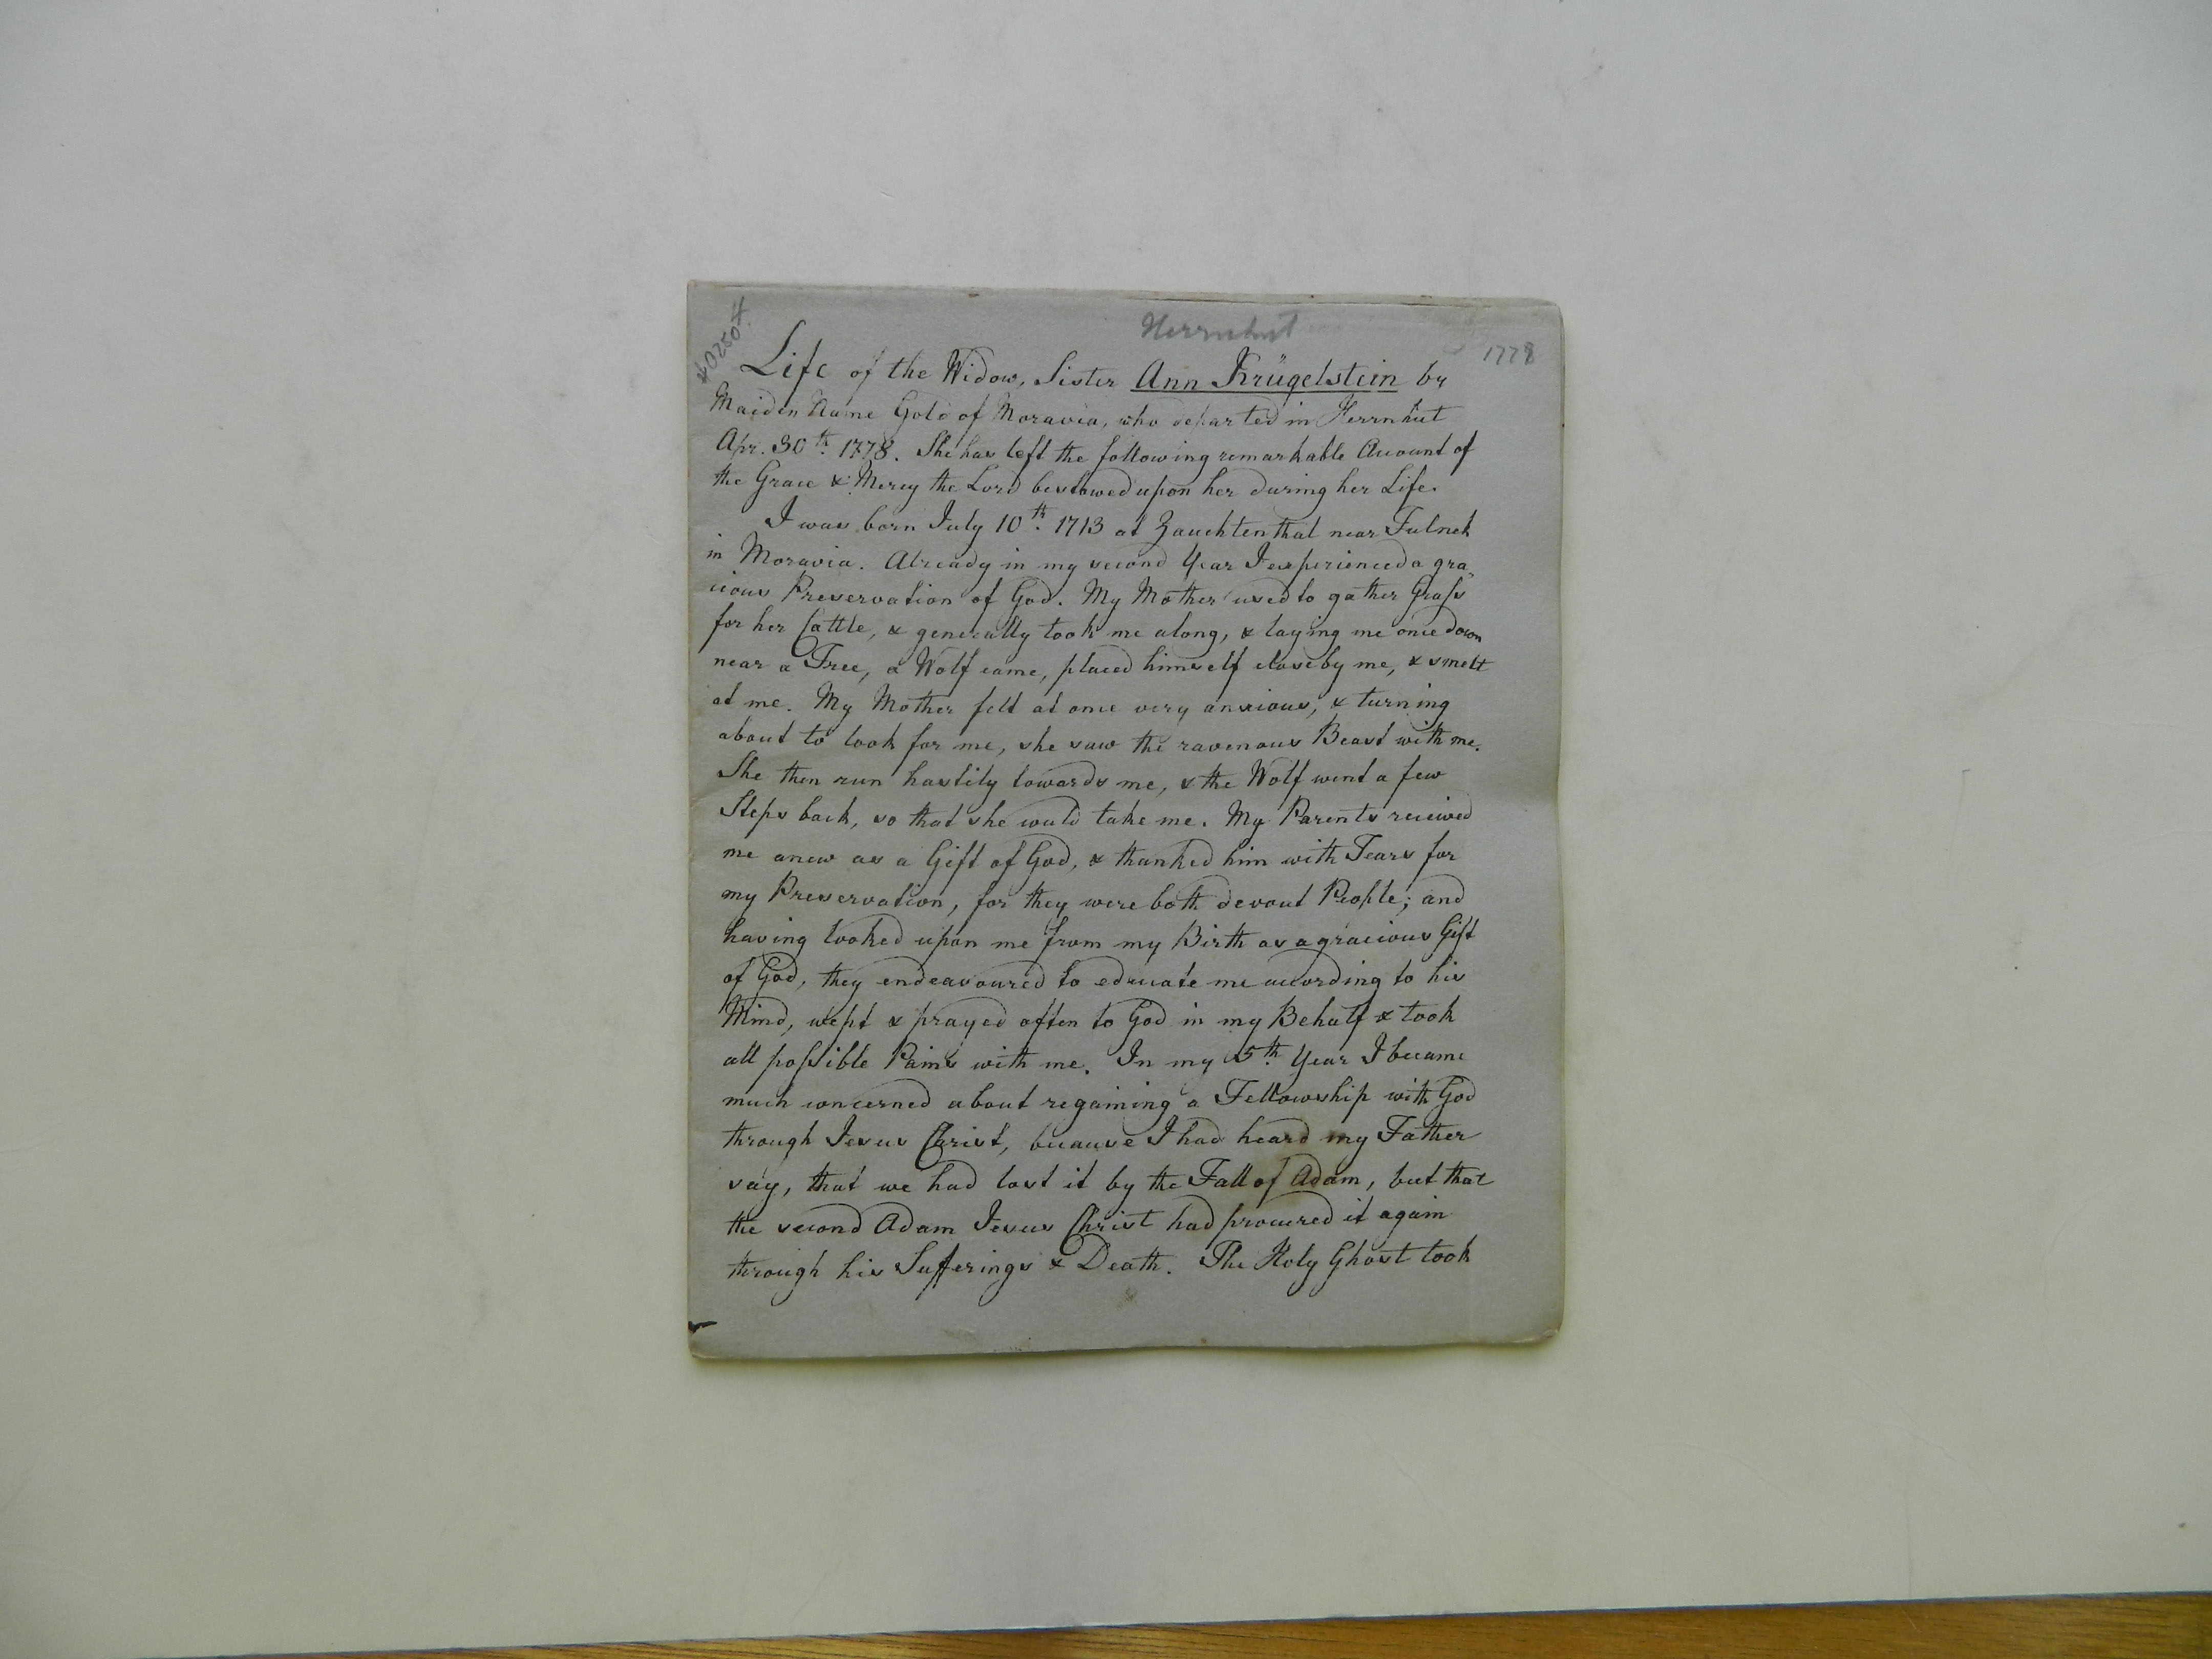 Herrnhut
1778
Life of the Widow, Sister Ann Krügelstein by
Maiden Name Gold of Moravia, who departed in Herrnhut
Apr. 30th. 1778. She has left the following remarkable Account of
the Grace & Mercy the Lord bestowed upon her during her Life.
I was born July 10th. 1713 at Zauchtenthal near Fulnek
in Moravia. Already in my second Year I experienced a gra„
cious Preservation of God. My Mother used to gather Grass
for her Cattle, & generally took me along, & laying me once down
near a Tree, a Wolf came, placed himself close by me, & smelt
at me. My Mother felt at once very anxious, & turning
about to look for me, she saw the ravenous Beast with me.
She then run hastily towards me, & the Wolf went a few
Steps back, so that she could take me. My Parents received
me anew as a Gift of God, & thanked him with Tears for
my Preservation, for they were both devout People; and
having looked upon me from my Birth as a gracious Gift
of God, they endeavoured to educate me according to his
Mind, wept & prayed often to God in my Behalf & took
all possible Pains with me. In my 5th. Year I became
much concerned about regaining a Fellowship with God
through Jesus Christ, because I had heard my Father
say, that we had lost it by the Fall of Adam, but that
the second Adam Jesus Christ had procured it again
through his Sufferings & Death. The Holy Ghost took